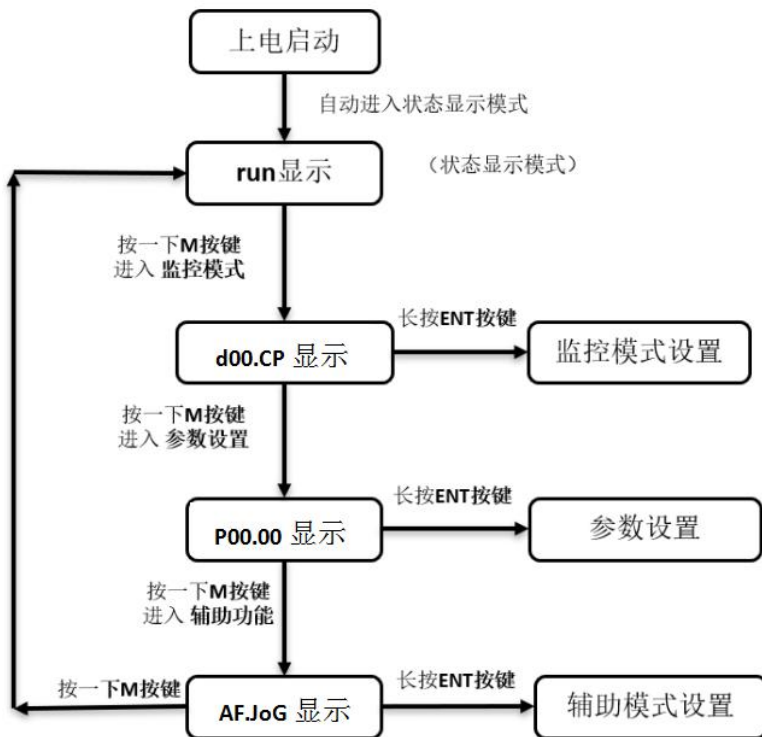 上电启动
自动进入状态显示模式
run显示
（状态显示模式）
按一下M按键
进入 监控模式
长按ENT按键
d00.CP 显示
监控模式设置
按一下M按键
进入 参数设置
长按ENT按键
P00.00 显示
参数设置
按一下M按键
进入 辅助功能
按一下M按键
长按ENT按键
AF.JoG 显示
辅助模式设置